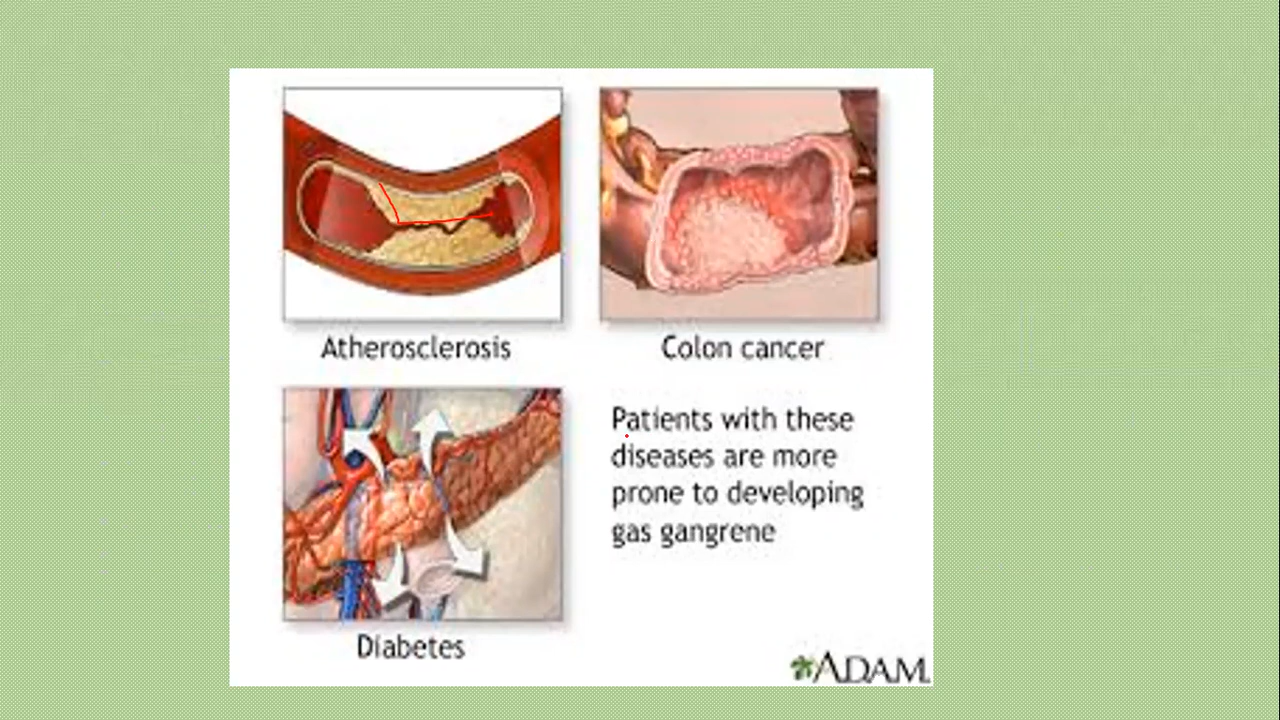 Atherosclerosis
Colon cancer
Patients with these
diseases are more
prone to developing
gas gangrene
Diabetes
ADAM.